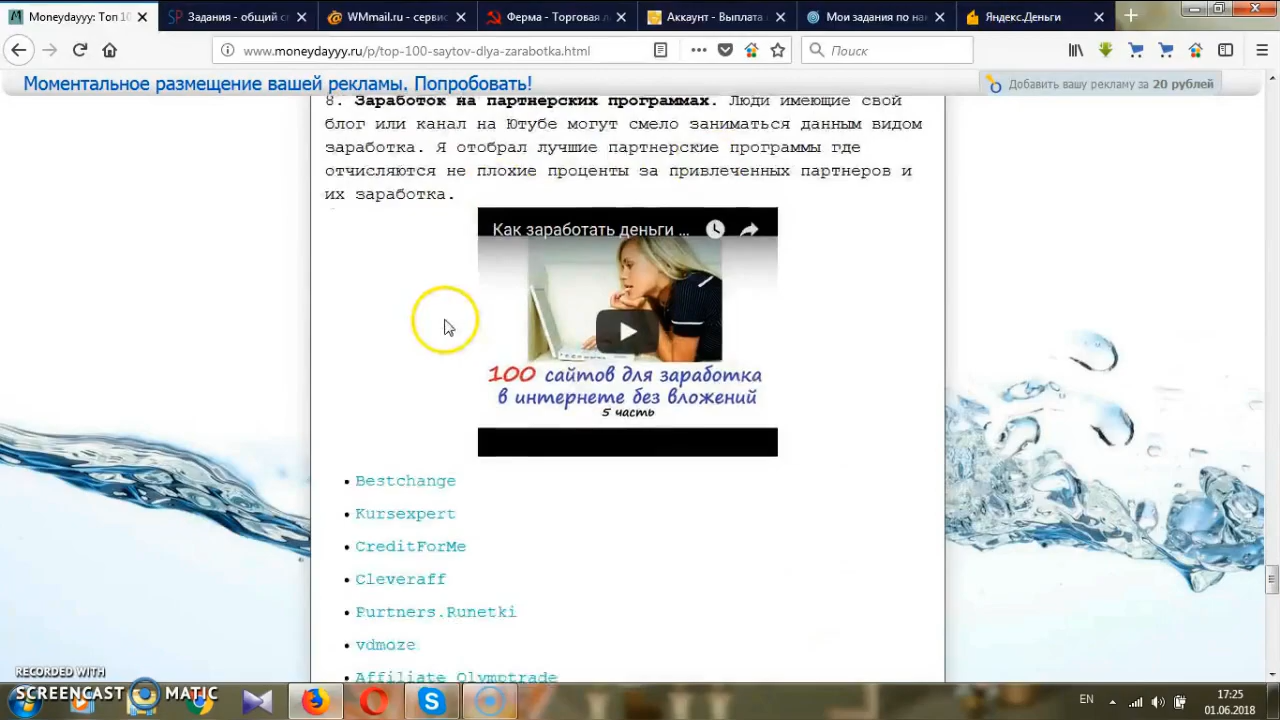 Moneydayyy: Топ 10
Задания - общий с
WMmail.ru - сервис
Ферма - Торговая л
Аккаунт - Выплата
Мои задания по на
Яндекс.Деньги
www.moneydayyy.ru/p/top-100-saytov-dlya-zarabotka.html
Поиск
Моментальное размещение вашей рекламы. Попробовать!
Добавить вашу рекламу за 20 рублей
8. Заработок на партнерских программах. Люди имеющие свой
блог или канал на Ютубе могут смело заниматься данным видом
заработка. Я отобрал лучшие партнерские программы где
отчисляются не плохие проценты за привлеченных партнеров и
их заработка.
Как заработать деньги ...
100 сайтов для заработка
в интернете без вложений
5 часть
Bestchange
Kursexpert
CreditForMe
Cleveraff
Purtners.Runetki
vdmoze
Affiliate Olymptrade
RECORDED WITH
SCREENCAST MATIC
EN
17:25
01.06.2018